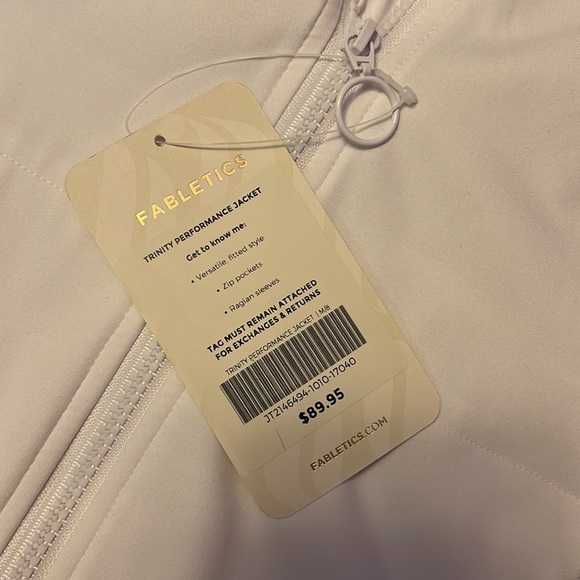 FABLETICS
TRINITY PERFORMANCE JACKET
Get to know me:
• Versatile, fitted style
• Zip pockets
• Raglan sleeves
TAG MUST REMAIN ATTACHED
FOR EXCHANGES & RETURNS
TRINITY PERFORMANCE JACKET | M/8
JT2146494-1010-17040
$89.95
FABLETICS.COM